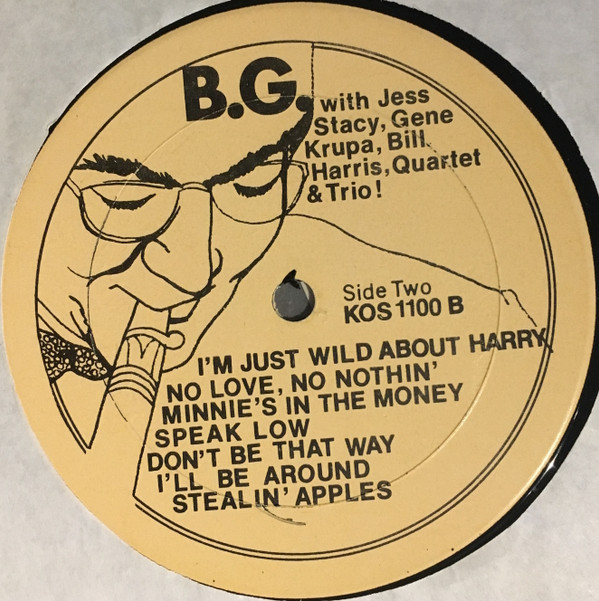 B.G. with Jess
Stacy, Gene
Krupa, Bill
Harris, Quartet
& Trio!
Side Two
KOS 1100 B
I'M JUST WILD ABOUT HARRY
NO LOVE, NO NOTHIN'
MINNIE'S IN THE MONEY
SPEAK LOW
DON'T BE THAT WAY
I'LL BE AROUND
STEALIN' APPLES